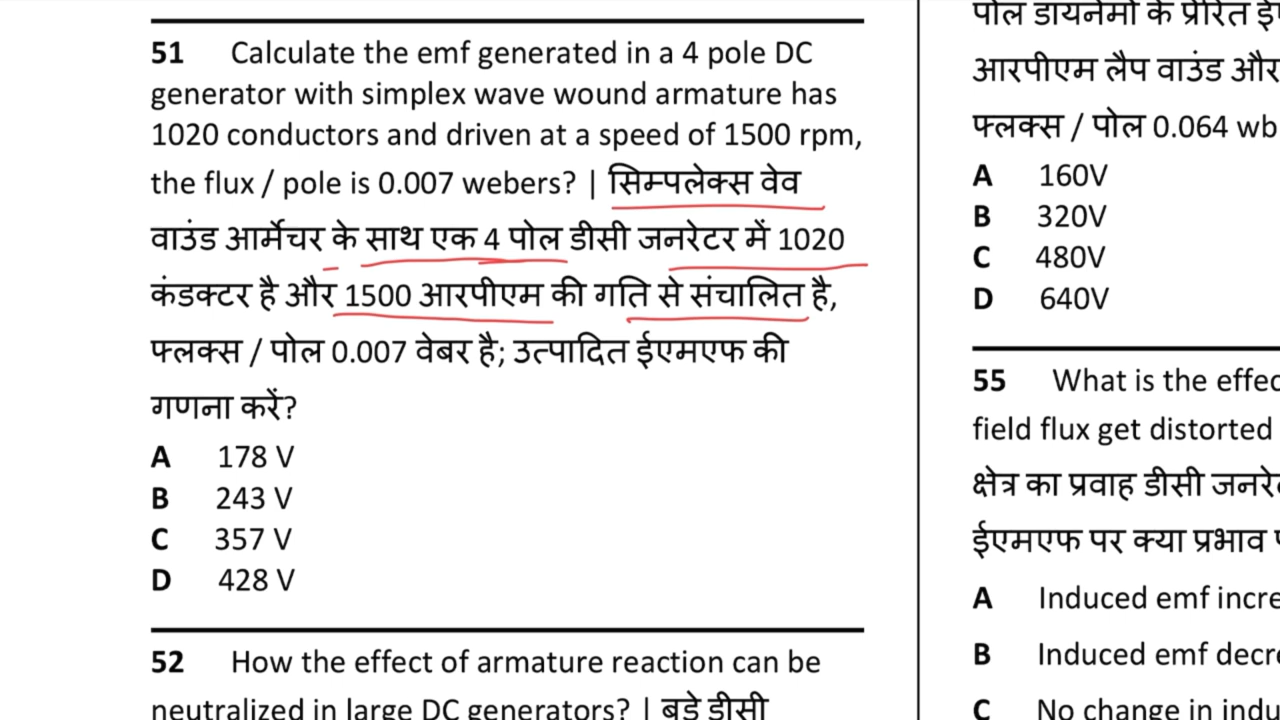 51 Calculate the emf generated in a 4 pole DC
generator with simplex wave wound armature has
1020 conductors and driven at a speed of 1500 rpm,
the flux / pole is 0.007 webers? | सिम्पलेक्स वेव
वाउंड आर्मेचर के साथ एक 4 पोल डीसी जनरेटर में 1020
कंडक्टर है और 1500 आरपीएम की गति से संचालित है,
फ्लक्स / पोल 0.007 वेबर है; उत्पादित ईएमएफ की
गणना करें?
A 178 V
B 243 V
C 357 V
D 428 V
52 How the effect of armature reaction can be
neutralized in large DC generators? | बड़े डीसी
पोल डायनेमो के प्रेरित
आरपीएम लैप वाउंड और
फ्लक्स / पोल 0.064 wb
A 160V
B 320V
C 480V
D 640V
55 What is the effec
field flux get distorted
क्षेत्र का प्रवाह डीसी जनरे
ईएमएफ पर क्या प्रभाव
A Induced emf incre
B Induced emf decre
C No change in indu